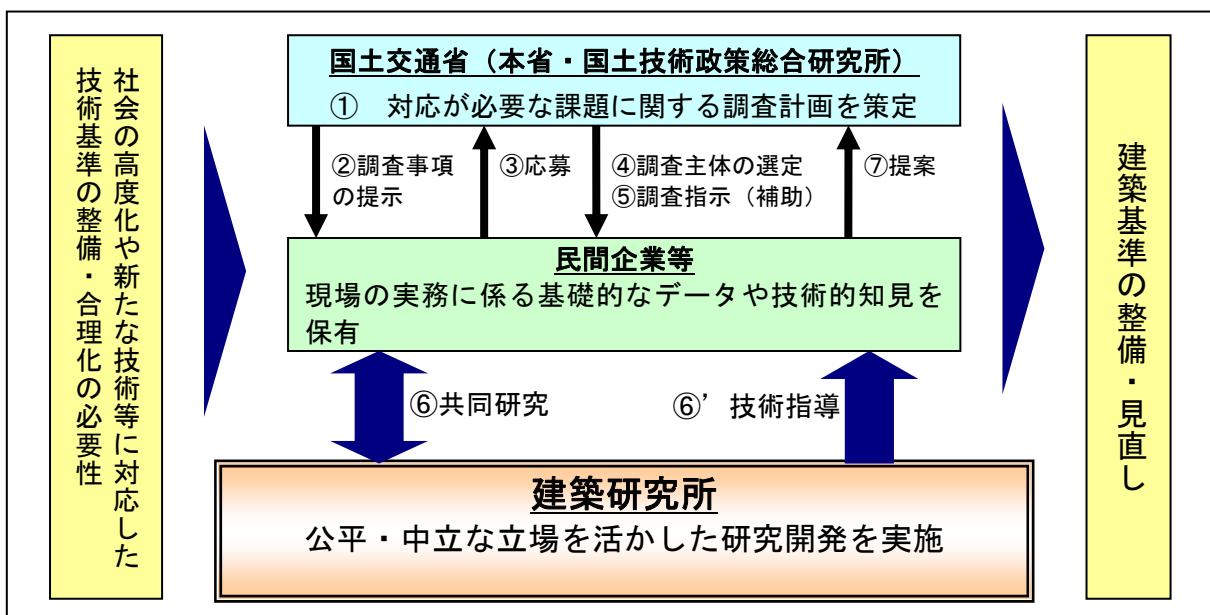 社会の高度化や新たな技術等に対応した
技術基準の整備・合理化の必要性
国土交通省（本省・国土技術政策総合研究所）
①　対応が必要な課題に関する調査計画を策定
②調査事項
の提示
③応募
④調査主体の選定
⑤調査指示（補助）
⑦提案
民間企業等
現場の実務に係る基礎的なデータや技術的知見を
保有
⑥共同研究
⑥’技術指導
建築研究所
公平・中立な立場を活かした研究開発を実施
建築基準の整備・見直し